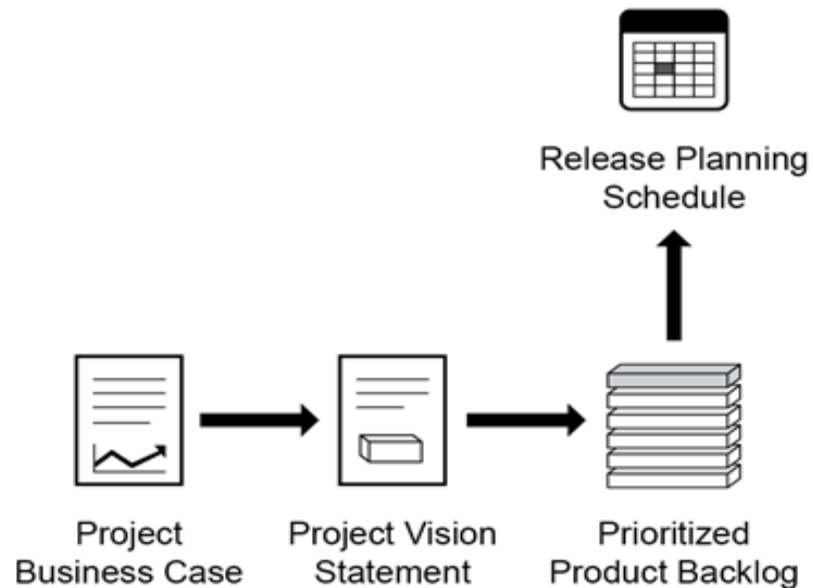 Release Planning
Schedule
Project
Business Case
Project Vision
Statement
Prioritized
Product Backlog